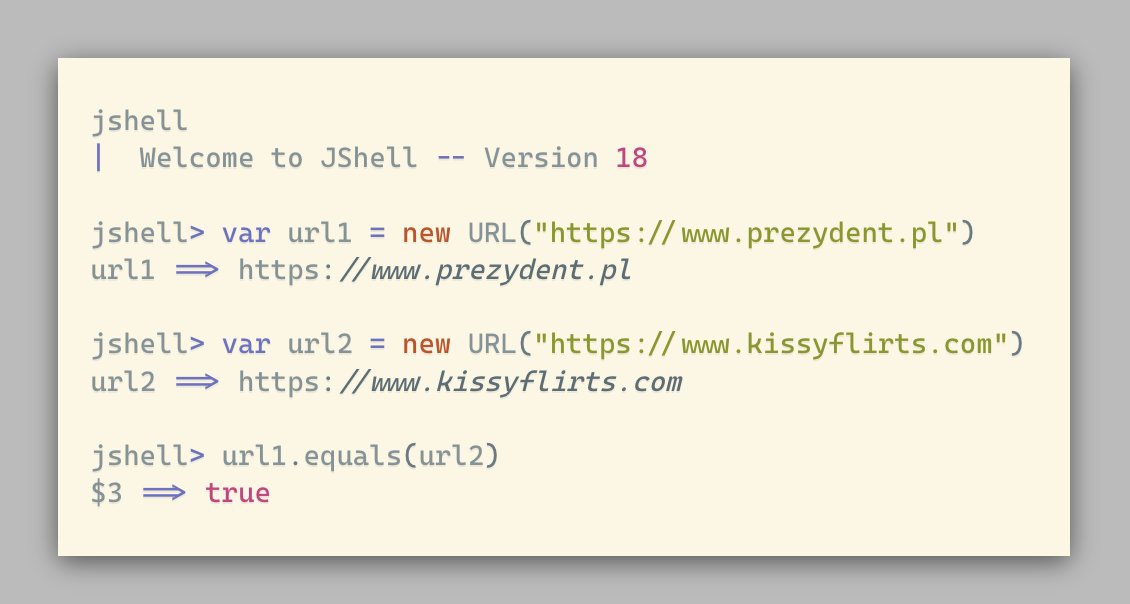 jshell
|  Welcome to JShell -- Version 18
jshell> var url1 = new URL("https://www.prezydent.pl")
url1 ==> https://www.prezydent.pl
jshell> var url2 = new URL("https://www.kissyflirts.com")
url2 ==> https://www.kissyflirts.com
jshell> url1.equals(url2)
$3 ==> true